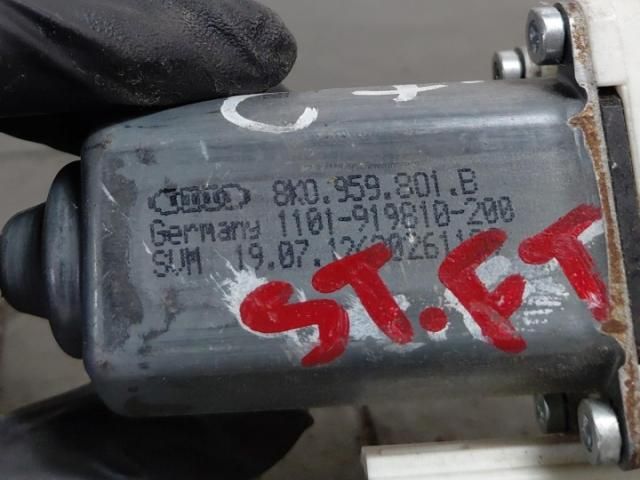 C
8K0.959.801.B
Germany 1101-919810-200
SVM 19.07.12
ST.FT